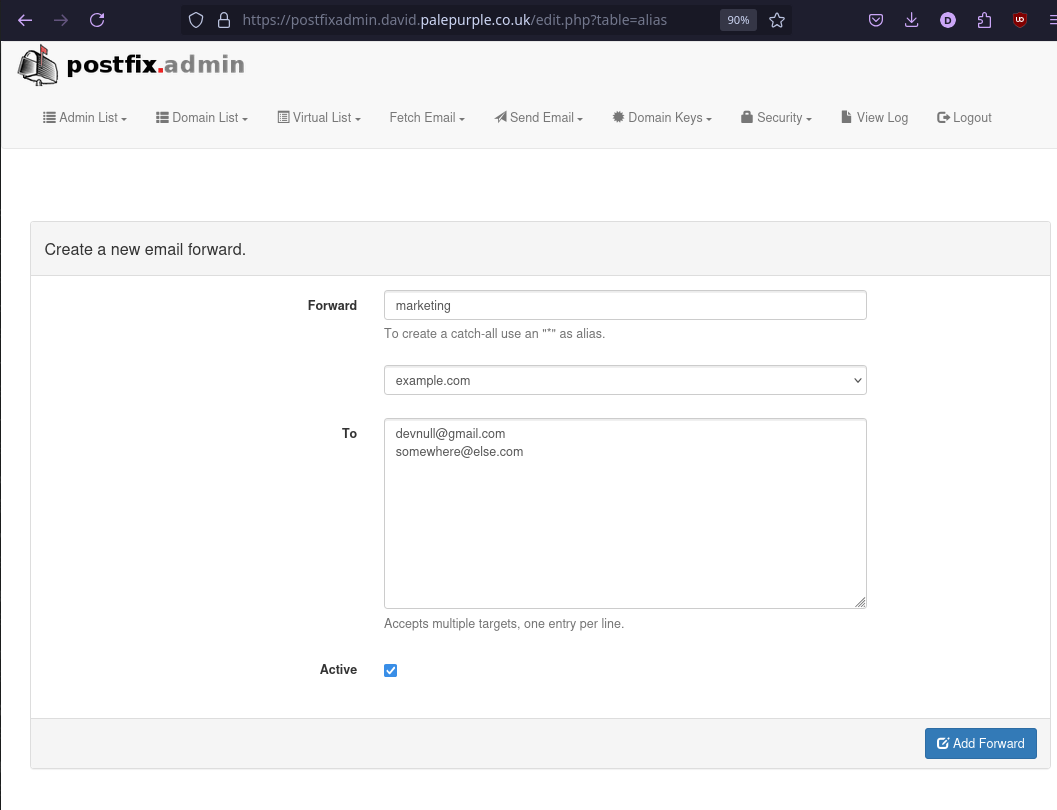 https://postfixadmin.david.palepurple.co.uk/edit.php?table=alias 90% D
postfix.admin
Admin List Domain List Virtual List Fetch Email Send Email Domain Keys Security View Log Logout
Create a new email forward.
Forward marketing
To create a catch-all use an "*" as alias.
example.com
To devnull@gmail.com
somewhere@else.com
Accepts multiple targets, one entry per line.
Active
Add Forward